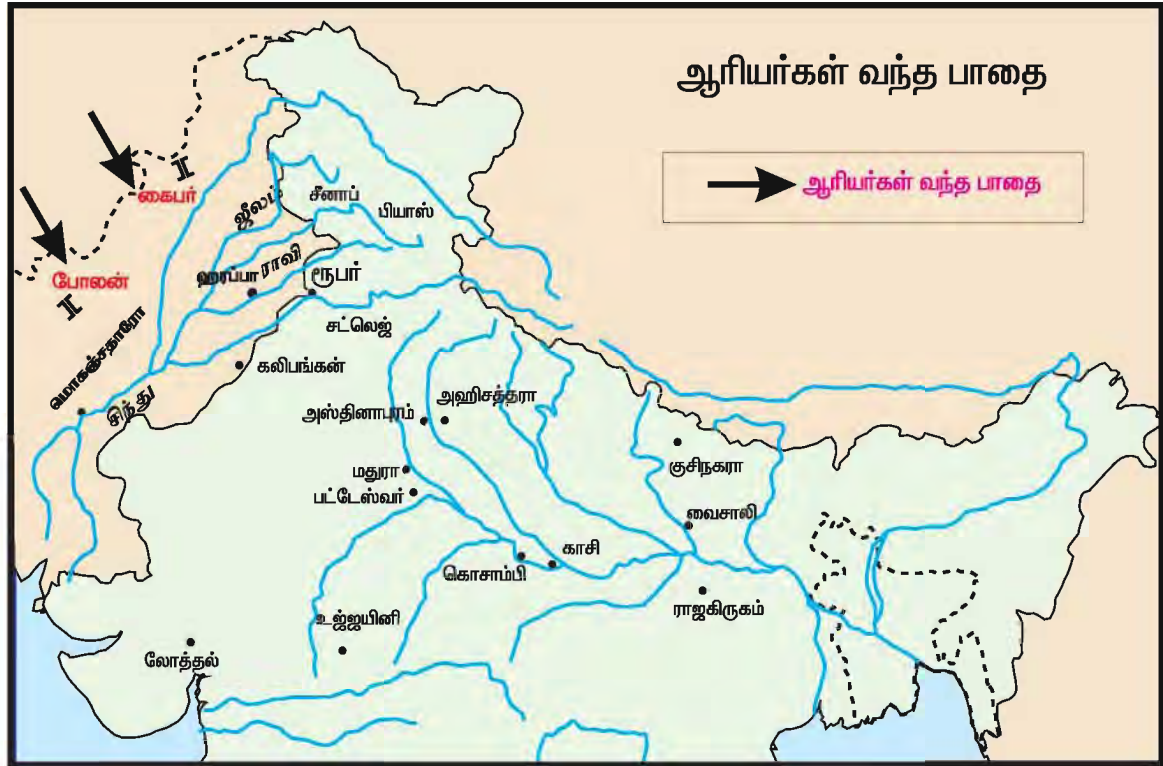 ஆரியர்கள் வந்த பாதை
ஆரியர்கள் வந்த பாதை
கைபர்
போலன்
ஜீலம்
சீனாப்
பியாஸ்
ஹரப்பா
ராவி
ரூபர்
சட்லெஜ்
மொகஞ்சதாரோ
சிந்து
கலிபங்கன்
அஸ்தினாபுரம்
அஹிசத்தரா
மதுரா
பட்டேஸ்வர்
குசிநகரா
வைசாலி
கொசாம்பி
காசி
ராஜகிருகம்
உஜ்ஜயினி
லோத்தல்